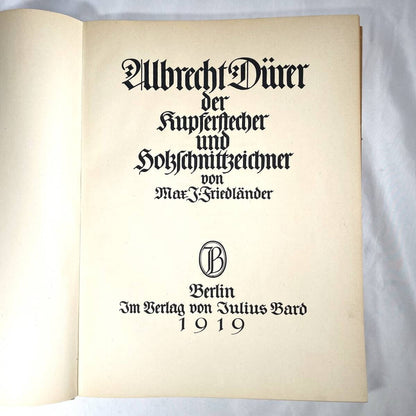 Albrecht Dürer
der
Kupferstecher
und
Holzschnittzeichner
von
Max J. Friedländer
JB
Berlin
Im Verlag von Julius Bard
1919